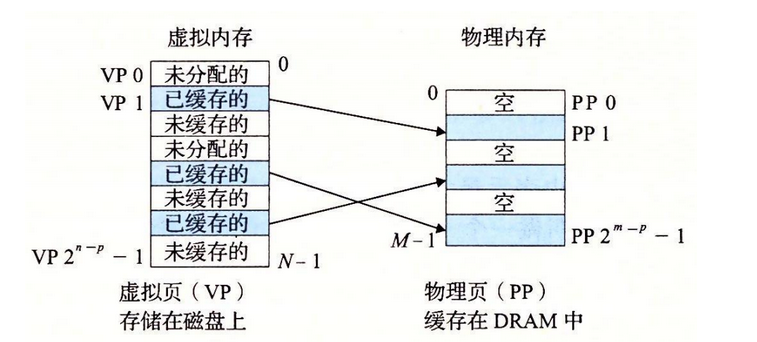 虚拟内存
物理内存
0
VP 0 未分配的
VP 1 已缓存的
未缓存的
未分配的
已缓存的
未缓存的
已缓存的
VP 2^{n-p} - 1 未缓存的
N-1
0
空 PP 0
PP 1
空
空
M-1
PP 2^{m-p} - 1
虚拟页（VP）
存储在磁盘上
物理页（PP）
缓存在 DRAM 中